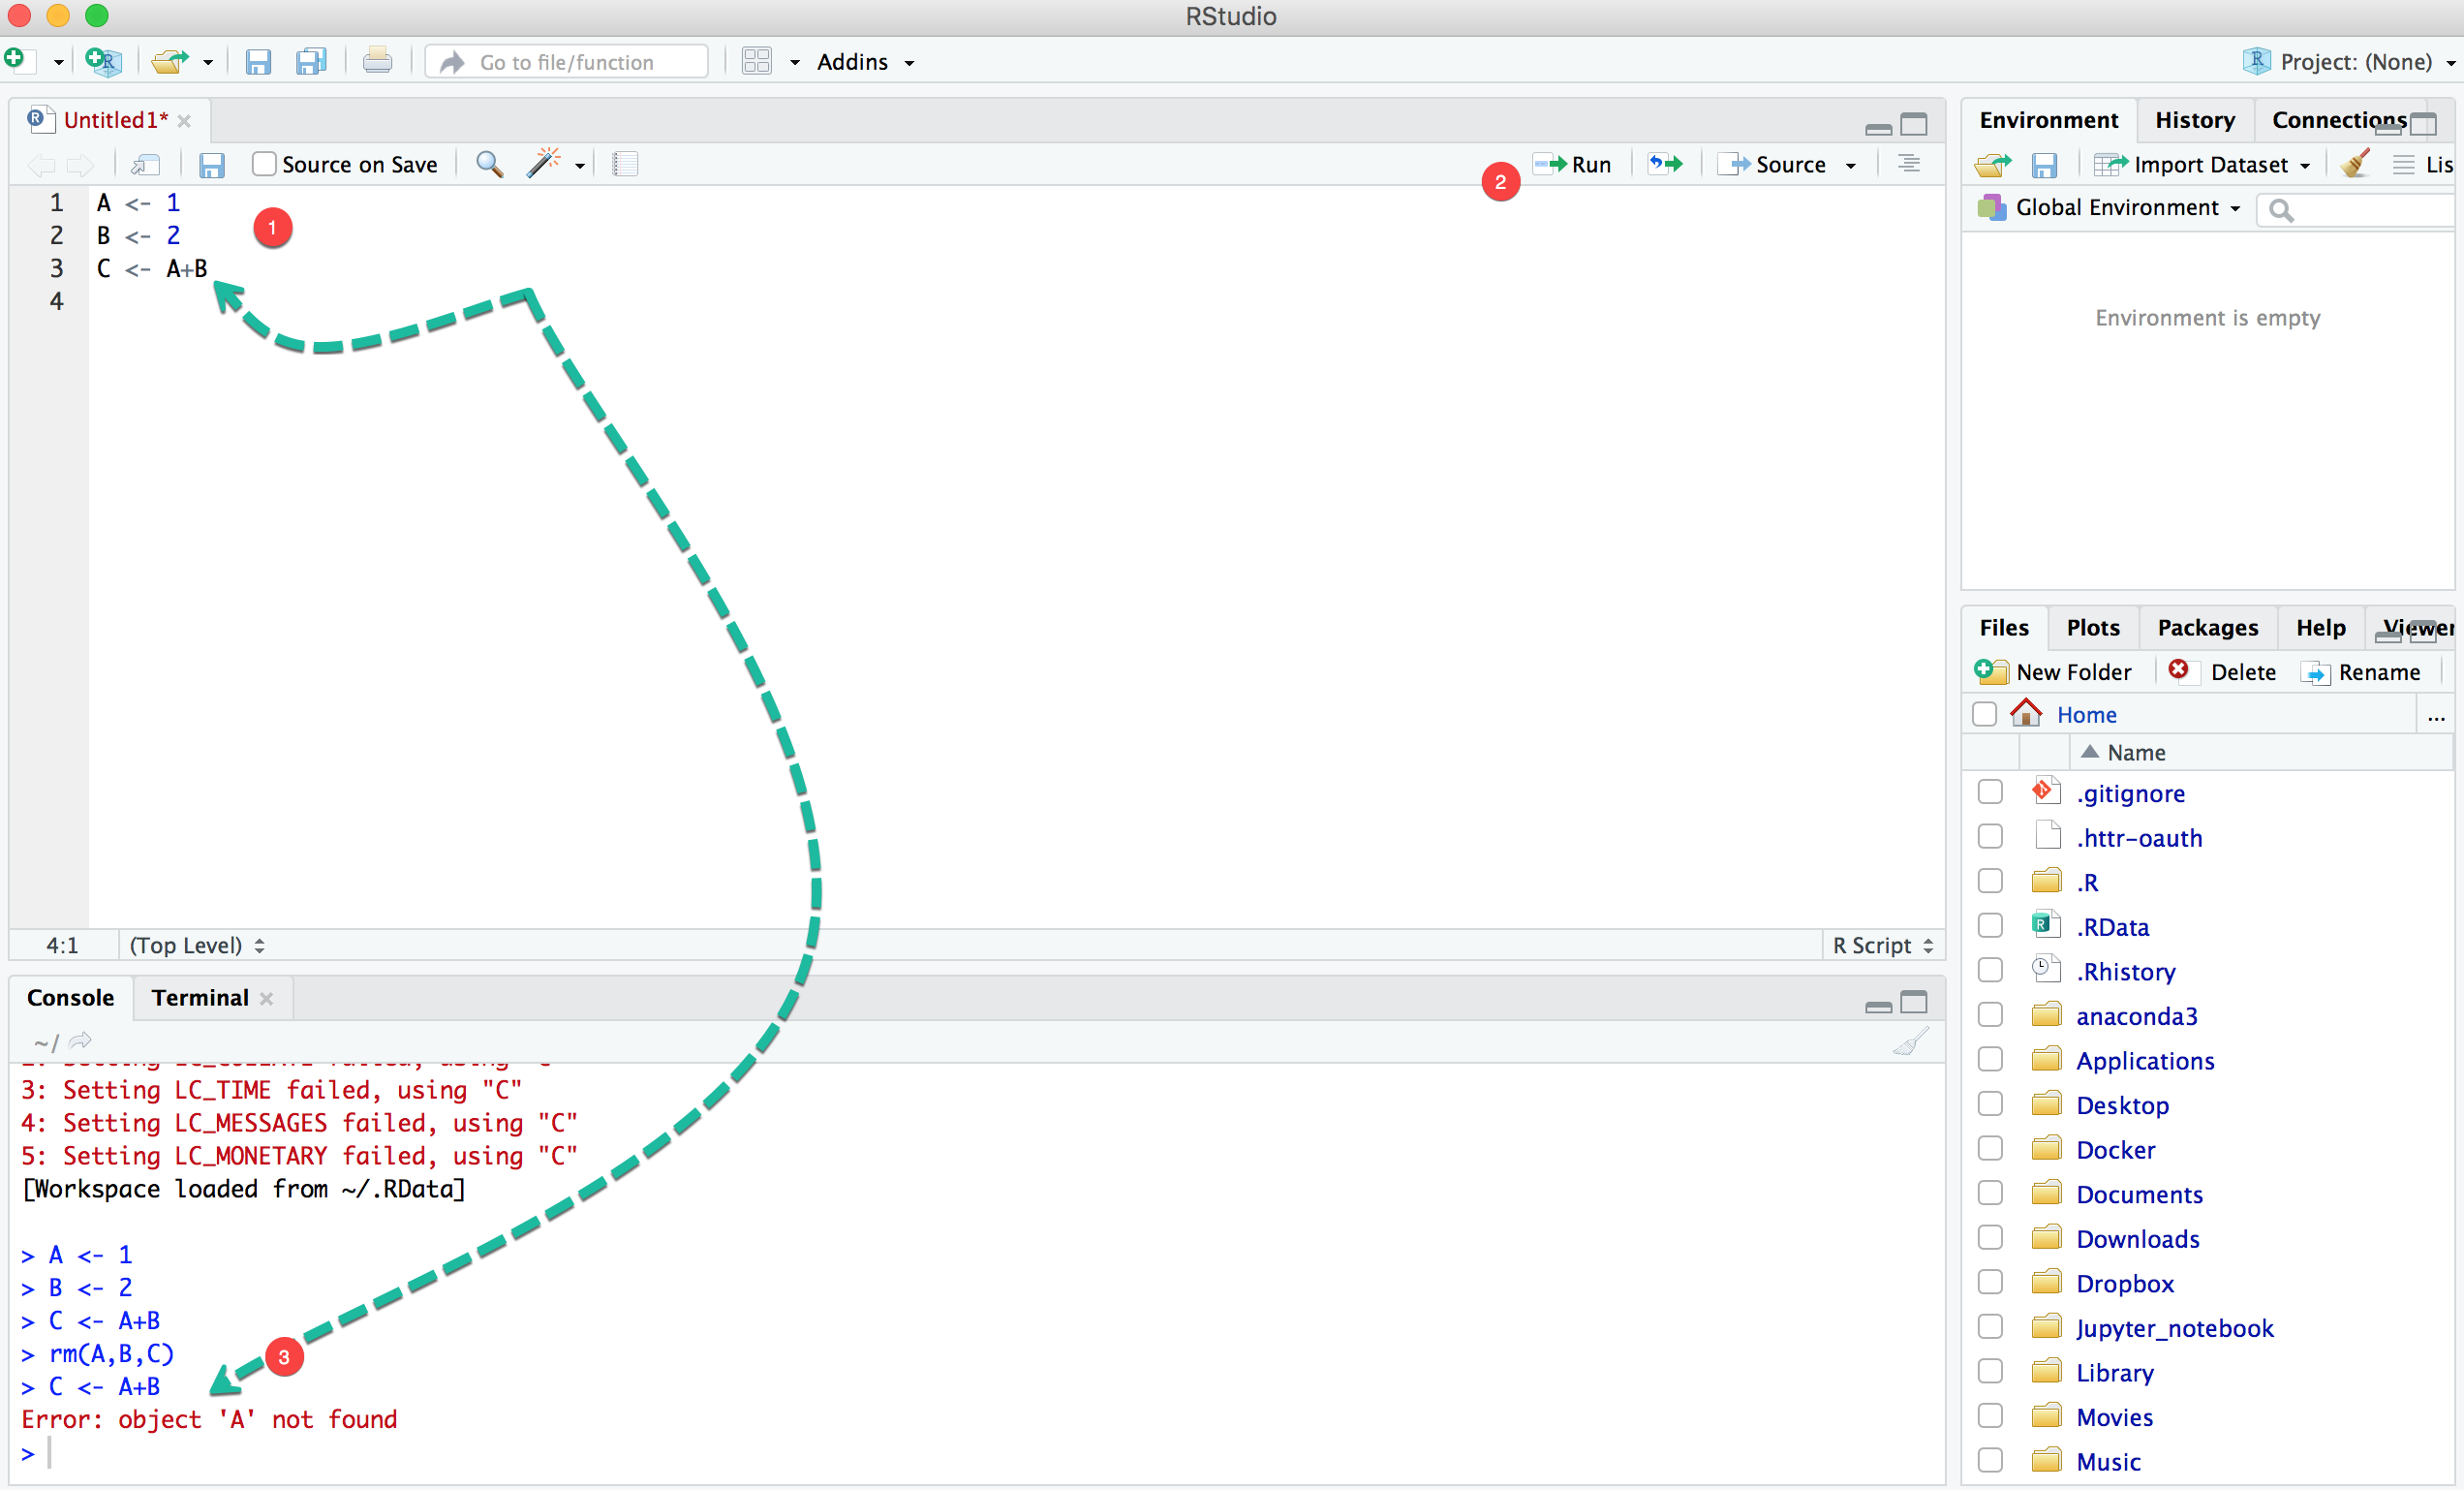 RStudio
Go to file/function
Addins
Project: (None)
Untitled1*
Source on Save
Run
Source
2
1 A <- 1
2 B <- 2
3 C <- A+B
4
1
4:1 (Top Level) R Script
Console Terminal
~/
3: Setting LC_TIME failed, using "C"
4: Setting LC_MESSAGES failed, using "C"
5: Setting LC_MONETARY failed, using "C"
[Workspace loaded from ~/.RData]
> A <- 1
> B <- 2
> C <- A+B
> rm(A,B,C)
3
> C <- A+B
Error: object 'A' not found
>
Environment History Connections
Import Dataset Lis
Global Environment
Environment is empty
Files Plots Packages Help Viewer
New Folder Delete Rename
Home ...
Name
.gitignore
.httr-oauth
.R
.RData
.Rhistory
anaconda3
Applications
Desktop
Docker
Documents
Downloads
Dropbox
Jupyter_notebook
Library
Movies
Music